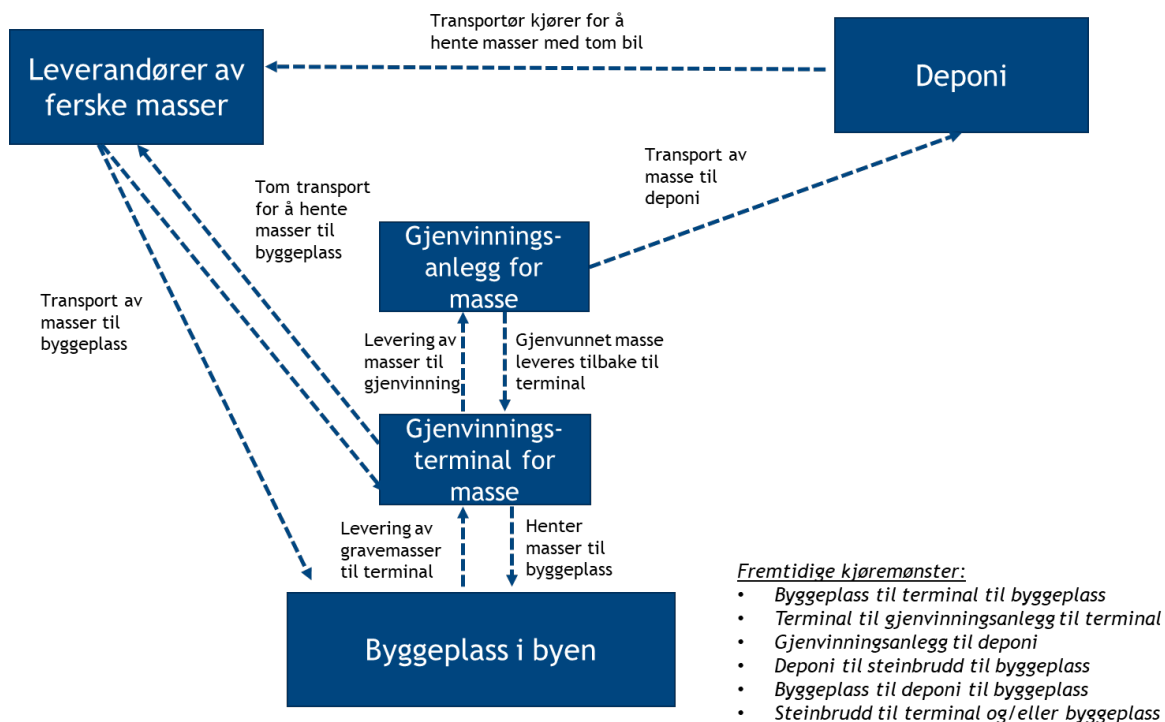 Transportør kjører for å
hente masser med tom bil
Leverandører av
ferske masser
Deponi
Transport av
masse til
deponi
Tom transport
for å hente
masser til
byggeplass
Gjenvinnings-
anlegg for
masse
Transport av
masser til
byggeplass
Levering av
masser til
gjenvinning
Gjenvunnet masse
leveres tilbake til
terminal
Gjenvinnings-
terminal for
masse
Levering av
gravemasser
til terminal
Henter
masser til
byggeplass
Byggeplass i byen
Fremtidige kjøremønster:
• Byggeplass til terminal til byggeplass
• Terminal til gjenvinningsanlegg til terminal
• Gjenvinningsanlegg til deponi
• Deponi til steinbrudd til byggeplass
• Byggeplass til deponi til byggeplass
• Steinbrudd til terminal og/eller byggeplass